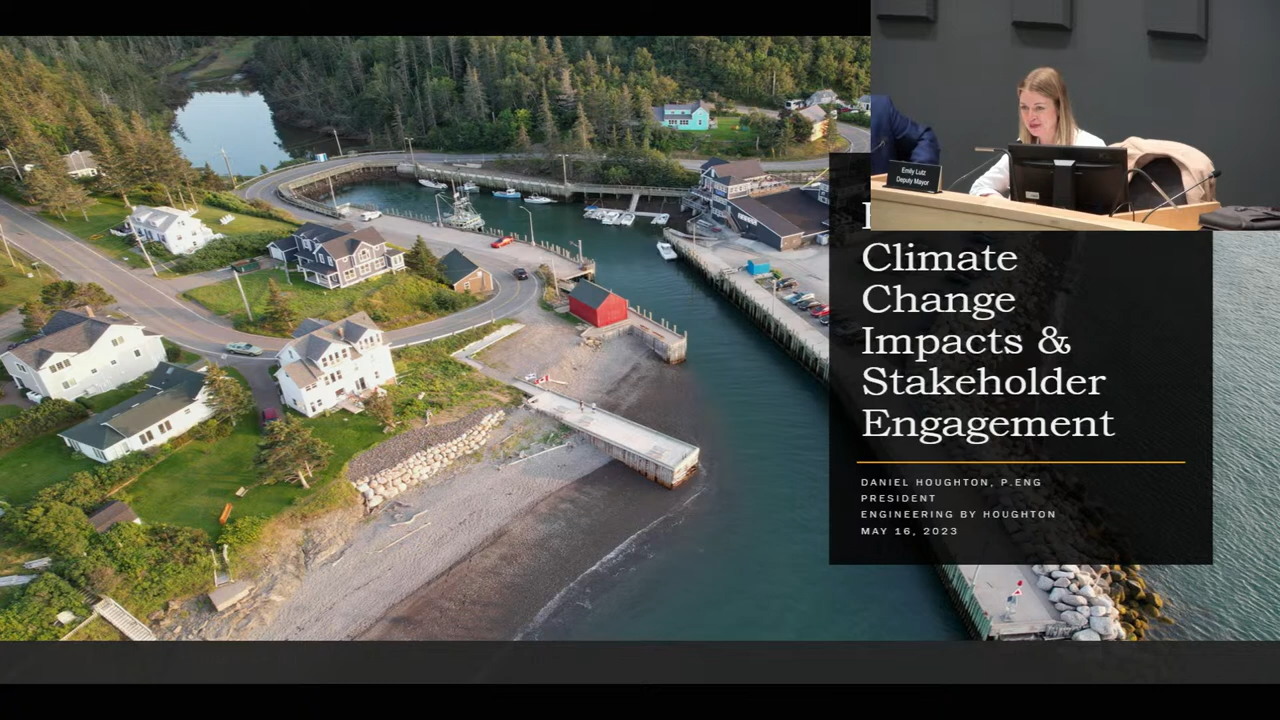 Emily Lutz
Deputy Mayor
Climate
Change
Impacts &
Stakeholder
Engagement
DANIEL HOUGHTON, P.ENG
PRESIDENT
ENGINEERING BY HOUGHTON
MAY 16, 2023